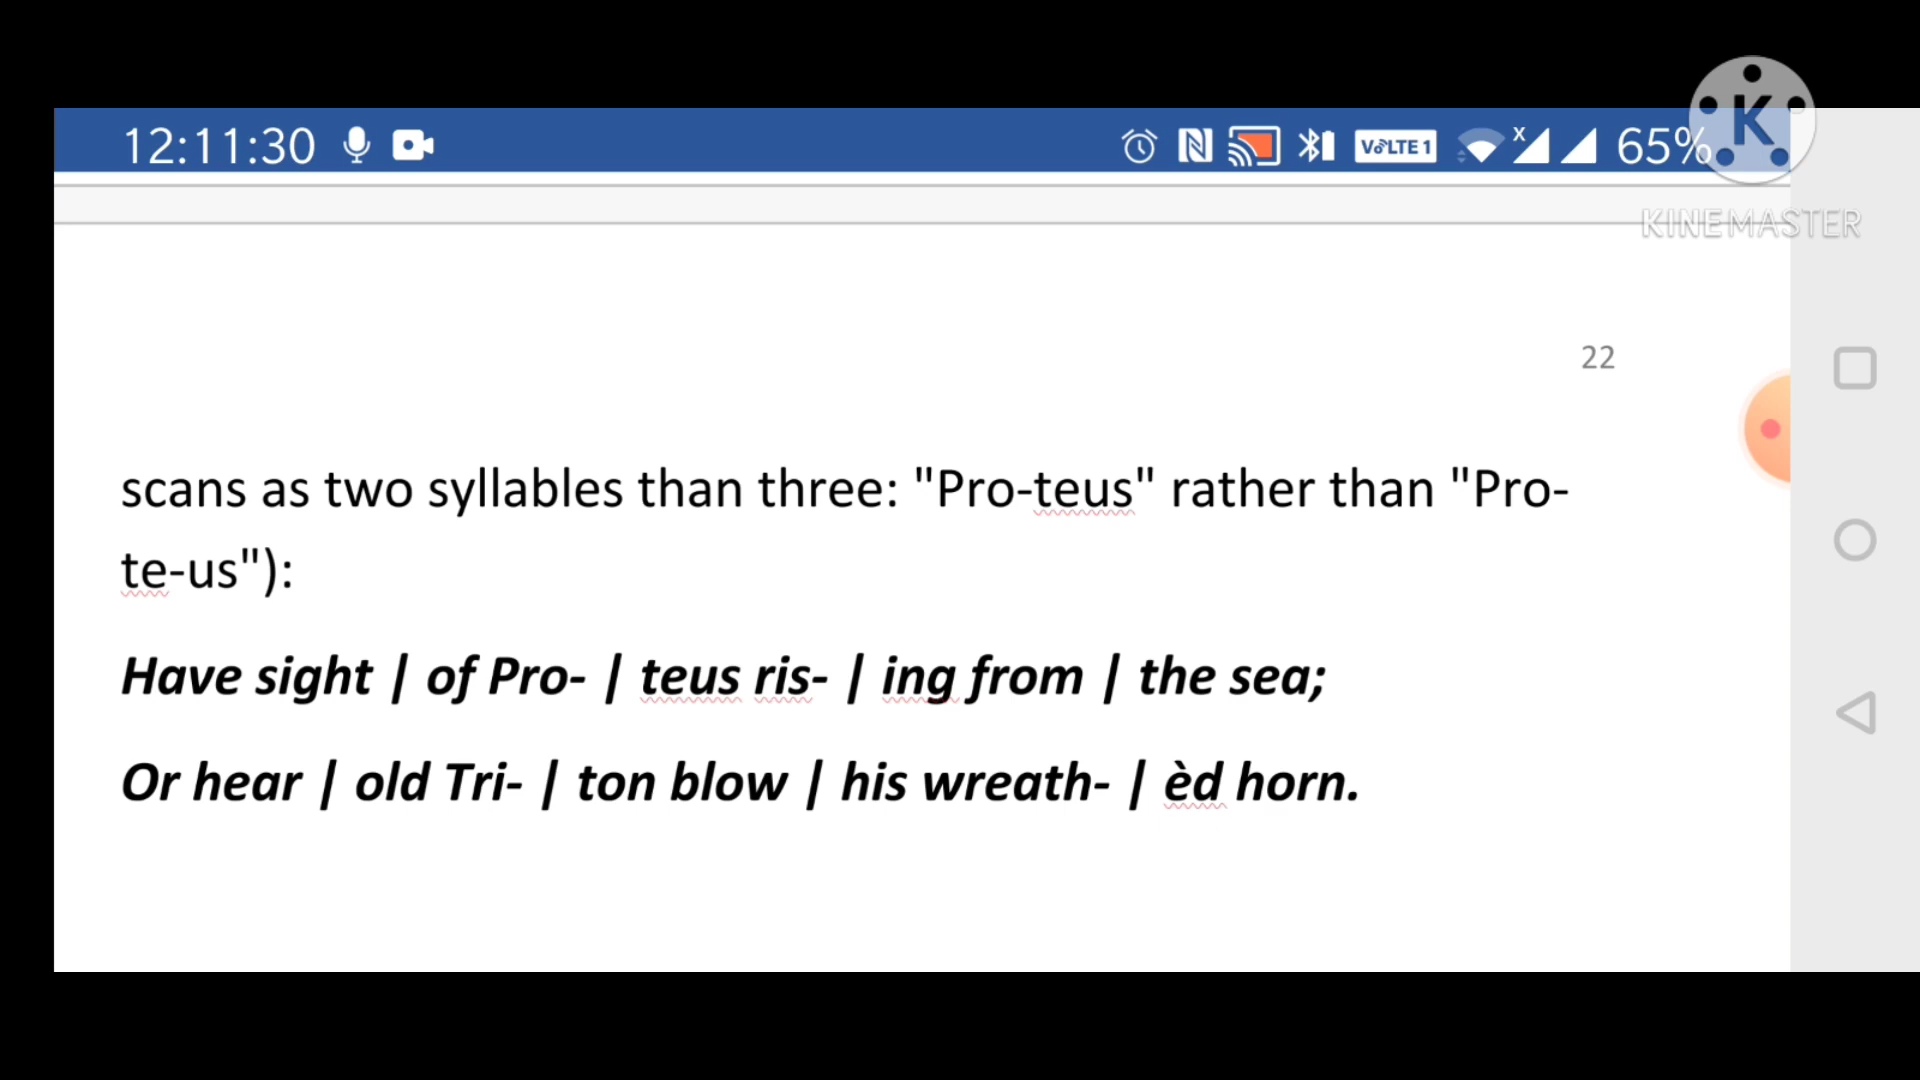 12:11:30 VoLTE 1 x 65%
K
KINEMASTER
22
scans as two syllables than three: "Pro-teus" rather than "Pro-
te-us"):
Have sight | of Pro- | teus ris- | ing from | the sea;
Or hear | old Tri- | ton blow | his wreath- | èd horn.